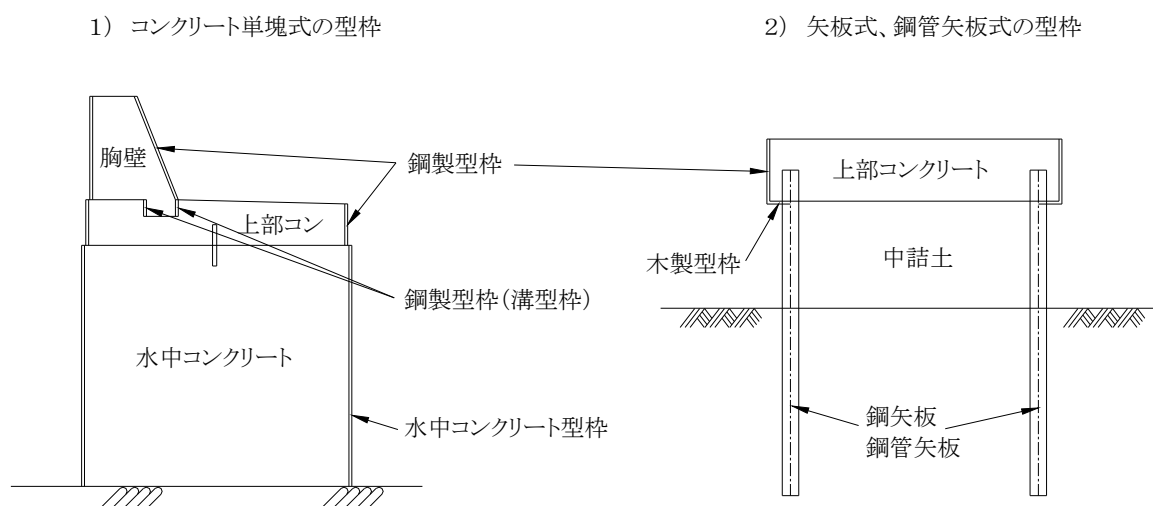 1) コンクリート単塊式の型枠
2) 矢板式、鋼管矢板式の型枠
胸壁
鋼製型枠
上部コンクリート
上部コン
木製型枠
中詰土
鋼製型枠(溝型枠)
水中コンクリート
水中コンクリート型枠
鋼矢板
鋼管矢板